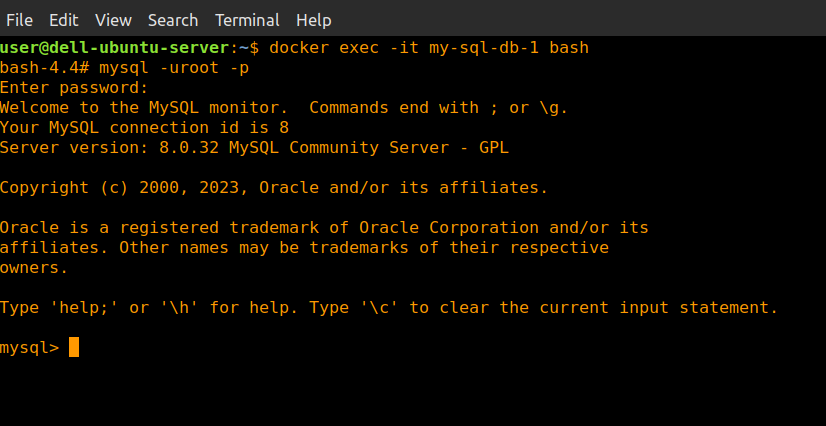 File Edit View Search Terminal Help
user@dell-ubuntu-server:~$ docker exec -it my-sql-db-1 bash
bash-4.4# mysql -uroot -p
Enter password:
Welcome to the MySQL monitor.  Commands end with ; or \g.
Your MySQL connection id is 8
Server version: 8.0.32 MySQL Community Server - GPL

Copyright (c) 2000, 2023, Oracle and/or its affiliates.

Oracle is a registered trademark of Oracle Corporation and/or its
affiliates. Other names may be trademarks of their respective
owners.

Type 'help;' or '\h' for help. Type '\c' to clear the current input statement.

mysql>